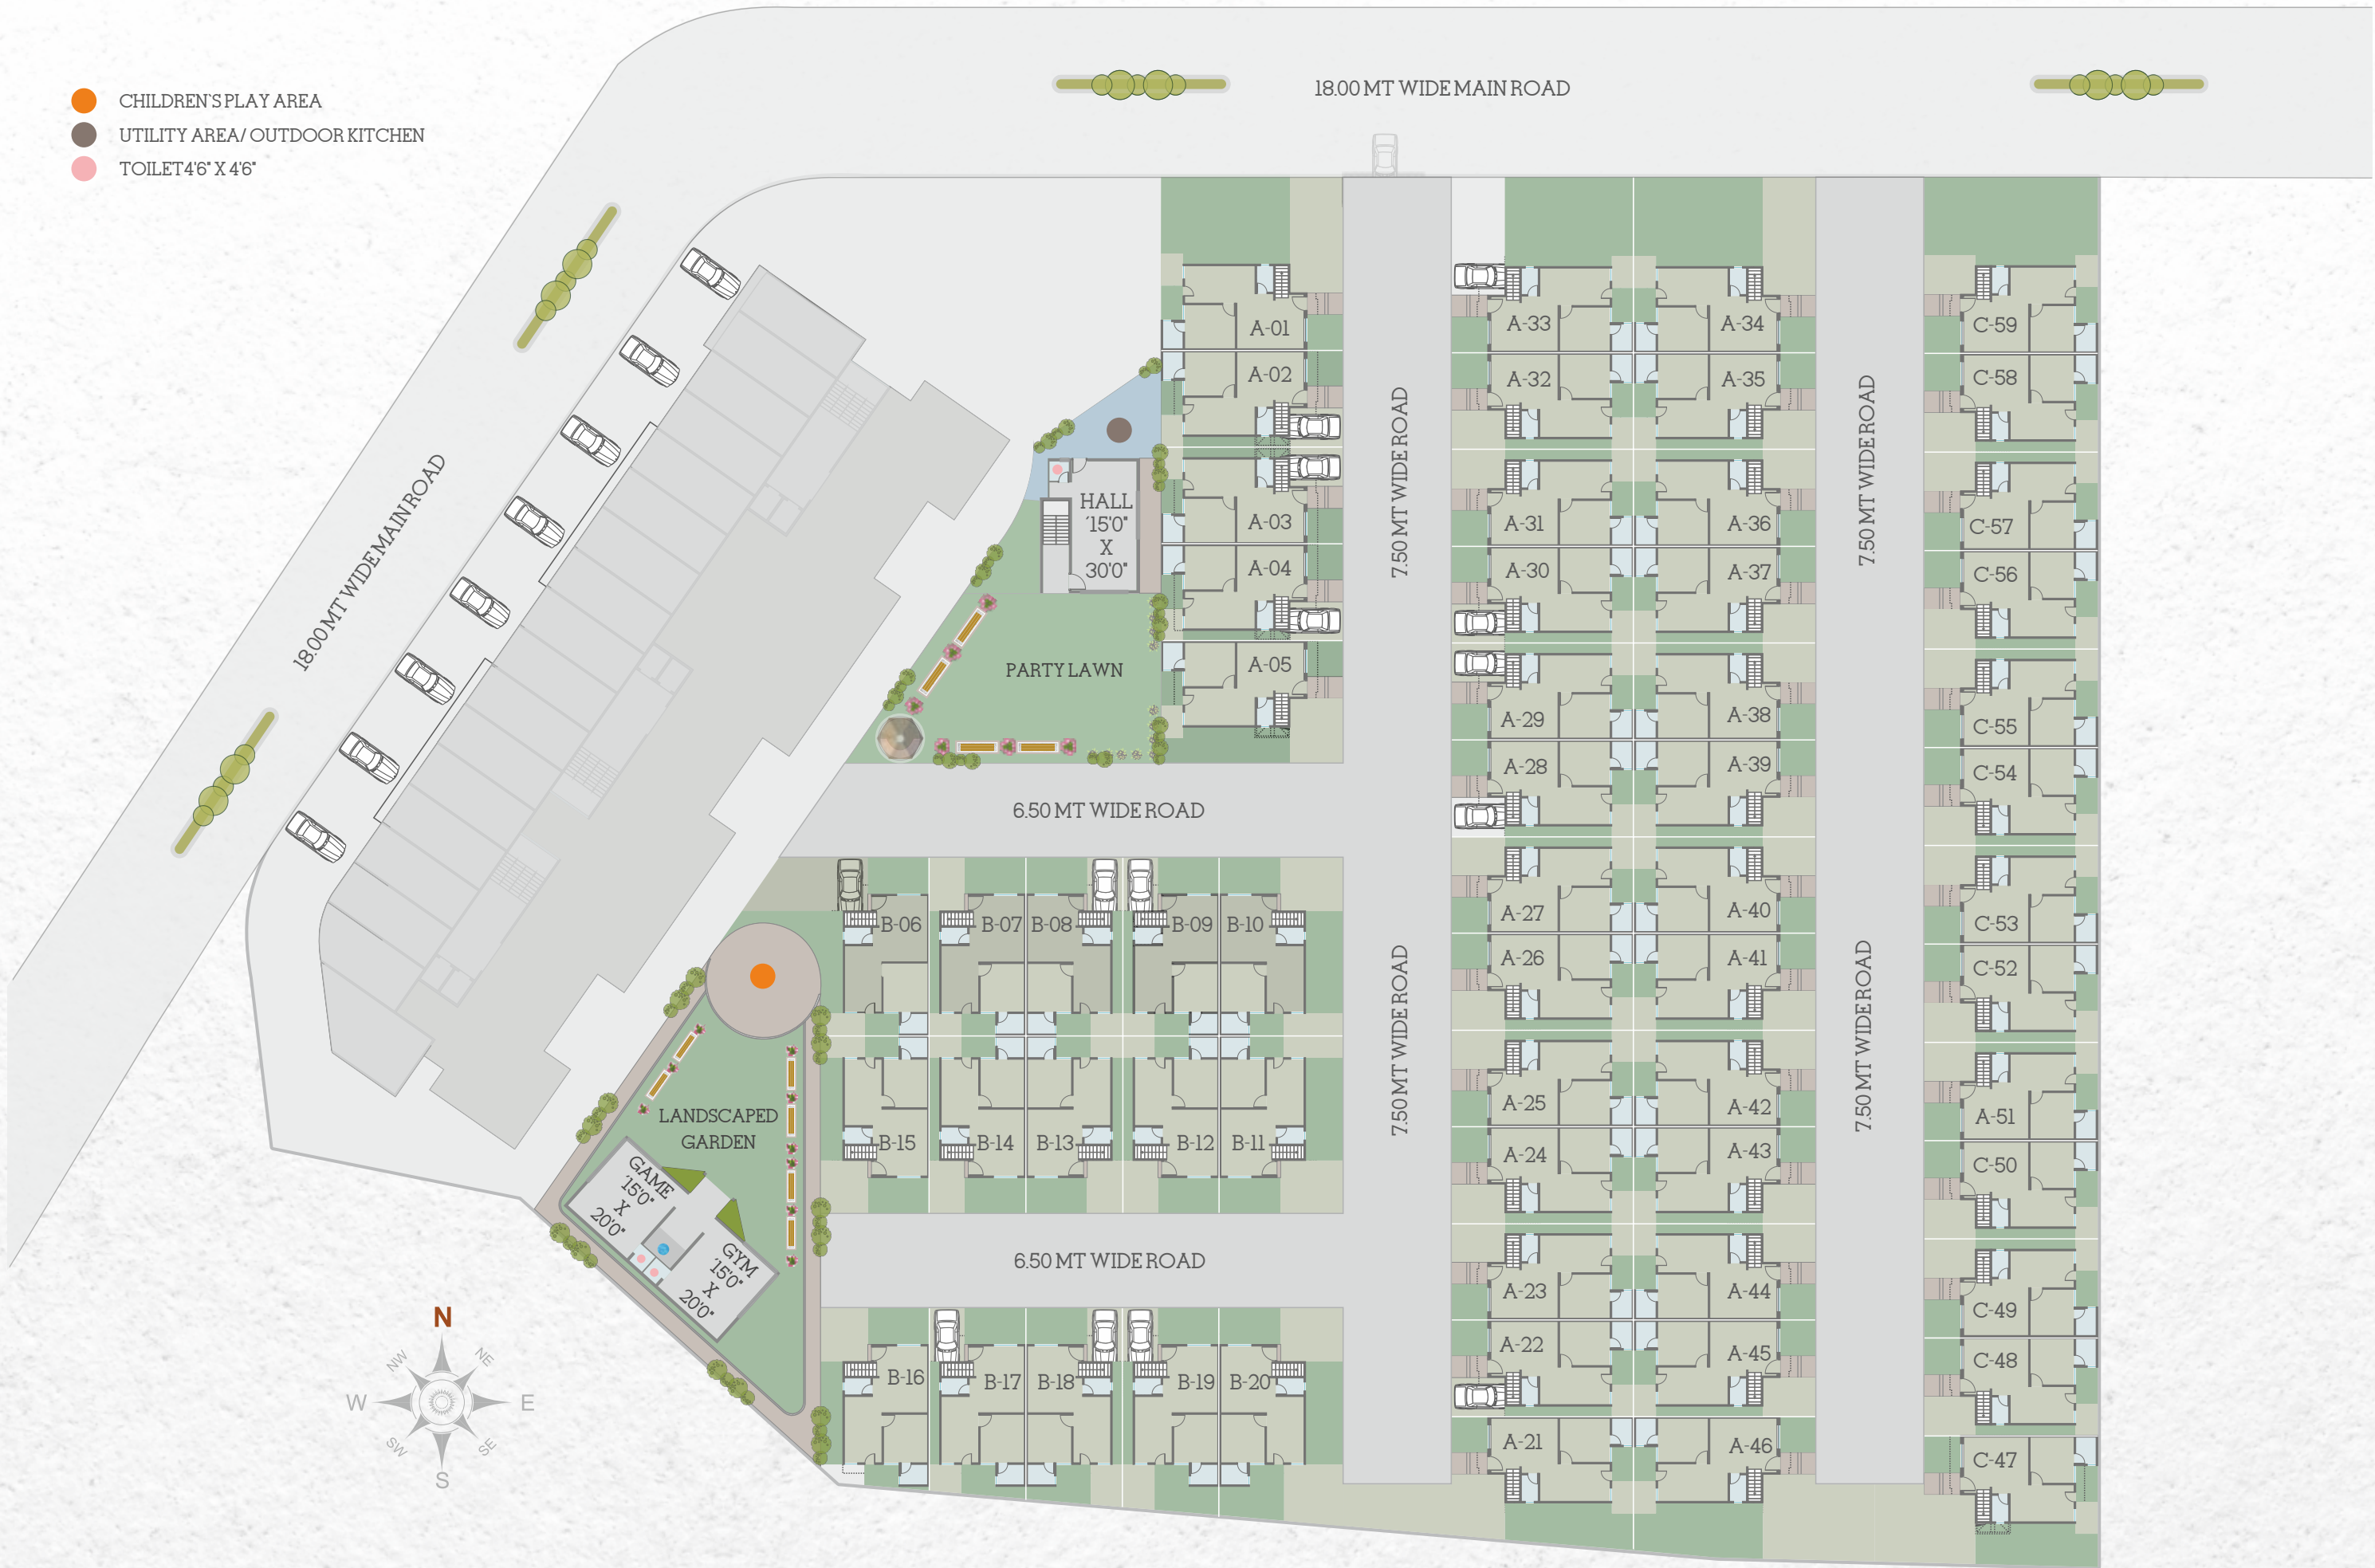 18.00 MT WIDE MAIN ROAD
CHILDREN'S PLAY AREA
UTILITY AREA/ OUTDOOR KITCHEN
TOILET 4'6" X 4'6"
18.00 MT WIDE MAIN ROAD
HALL
'15'0"
X
30'0"
PARTY LAWN
A-01
A-02
A-03
A-04
A-05
7.50 MT WIDE ROAD
7.50 MT WIDE ROAD
A-33
A-32
A-31
A-30
A-29
A-28
A-27
A-26
A-25
A-24
A-23
A-22
A-21
A-34
A-35
A-36
A-37
A-38
A-39
A-40
A-41
A-42
A-43
A-44
A-45
A-46
7.50 MT WIDE ROAD
7.50 MT WIDE ROAD
C-59
C-58
C-57
C-56
C-55
C-54
C-53
C-52
A-51
C-50
C-49
C-48
C-47
6.50 MT WIDE ROAD
B-06
B-07
B-08
B-09
B-10
B-15
B-14
B-13
B-12
B-11
6.50 MT WIDE ROAD
B-16
B-17
B-18
B-19
B-20
LANDSCAPED
GARDEN
GAME
15'0"
X
20'0"
GYM
15'0"
X
20'0"
N
NW
NE
W
E
SW
SE
S